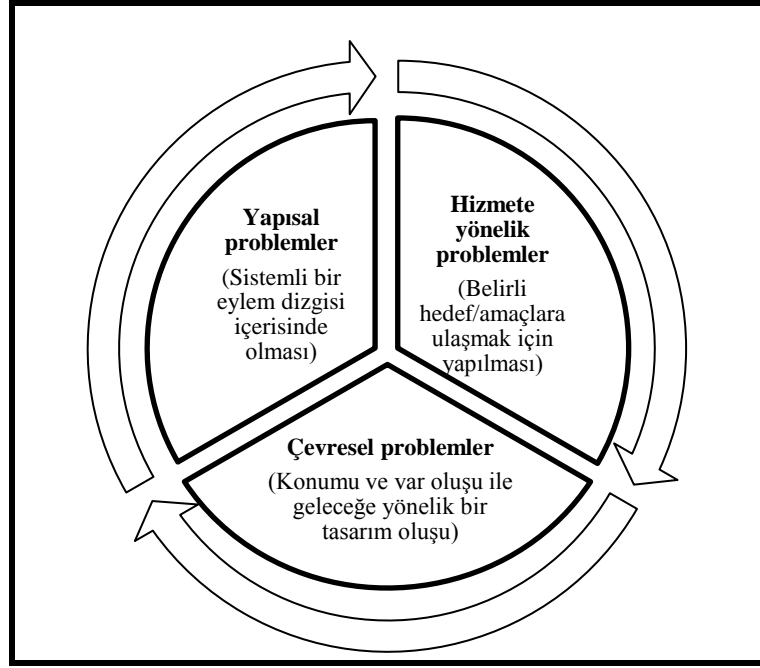 Yapısal
problemler
(Sistemli bir
eylem dizgisi
içerisinde
olması)
Hizmete
yönelik
problemler
(Belirli
hedef/amaçlara
ulaşmak için
yapılması)
Çevresel problemler
(Konumu ve var oluşu ile
geleceğe yönelik bir
tasarım oluşu)